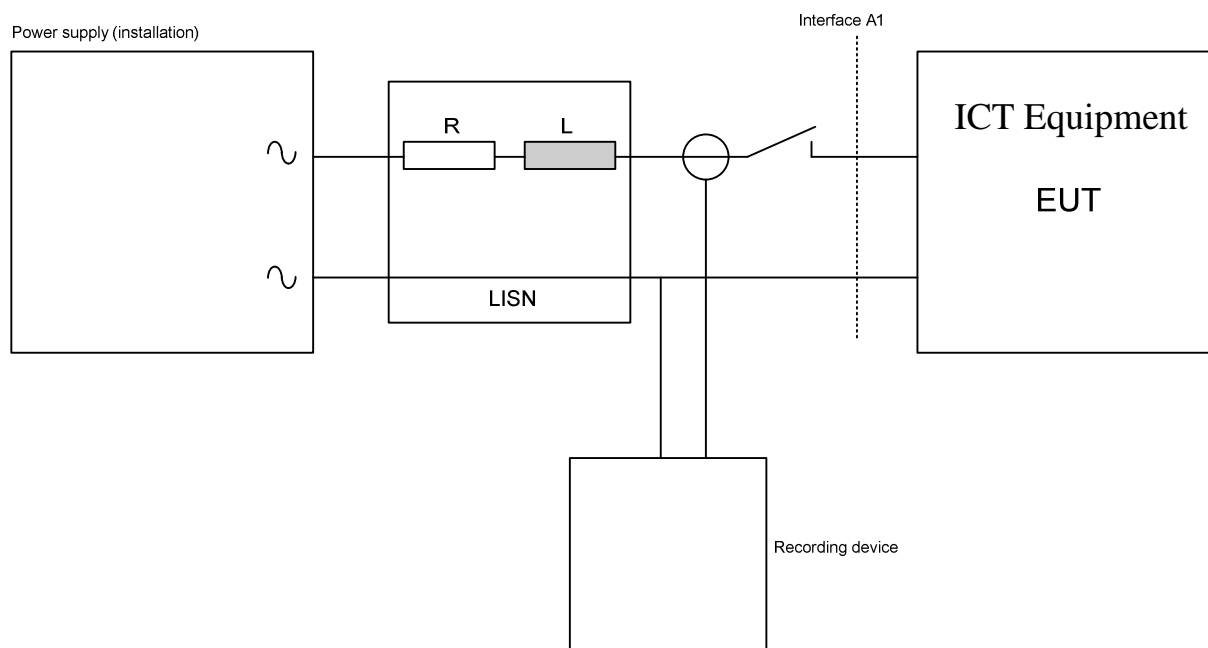 Interface A1
Power supply (installation)
ICT Equipment
R
L
EUT
LISN
Recording device